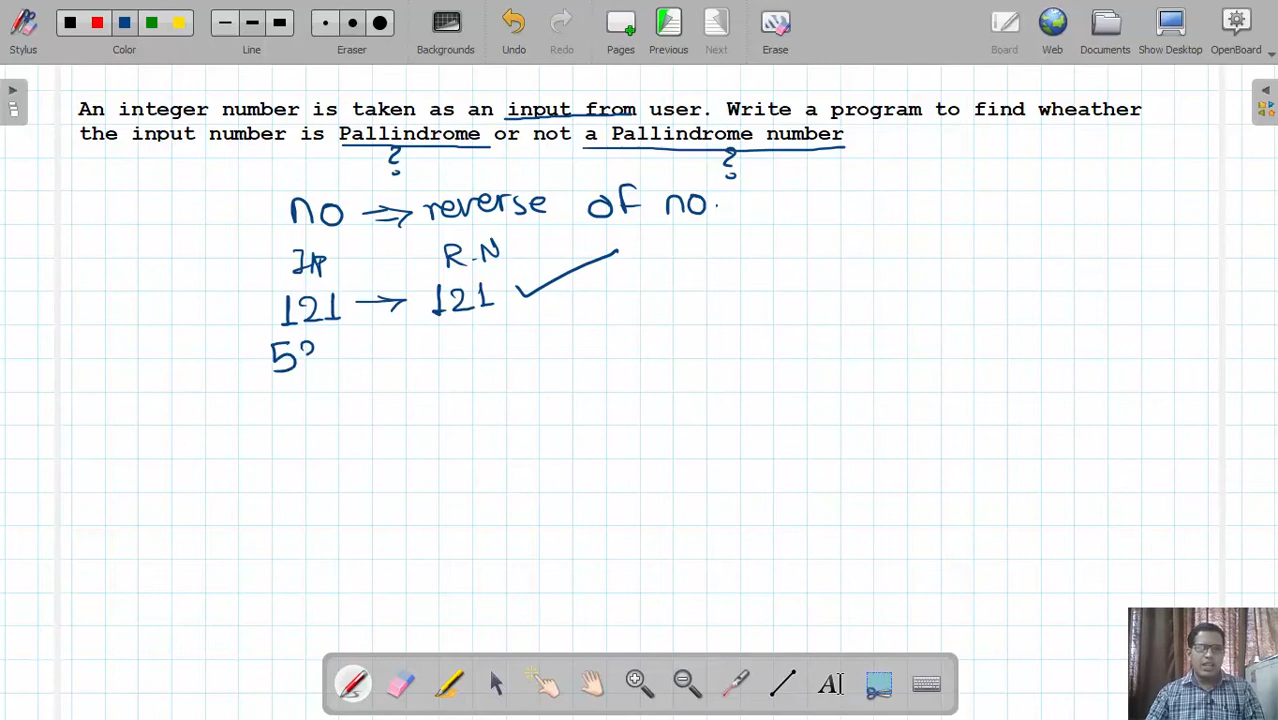 Stylus Color Line Eraser Backgrounds Undo Redo Pages Previous Next Erase Board Web Documents Show Desktop OpenBoard
An integer number is taken as an input from user. Write a program to find wheather
the input number is Pallindrome or not a Pallindrome number
? ?
no ⇒ reverse of no.
IP R.N
121 → 121 ✓
5
A